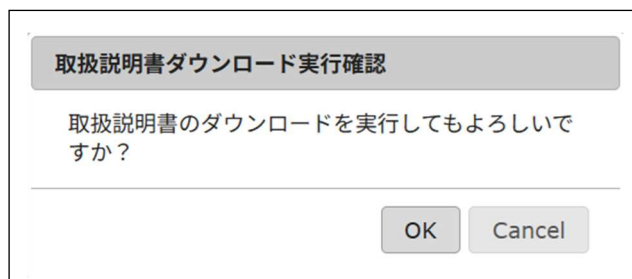 取扱説明書ダウンロード実行確認
取扱説明書のダウンロードを実行してもよろしいで
すか？
OK
Cancel